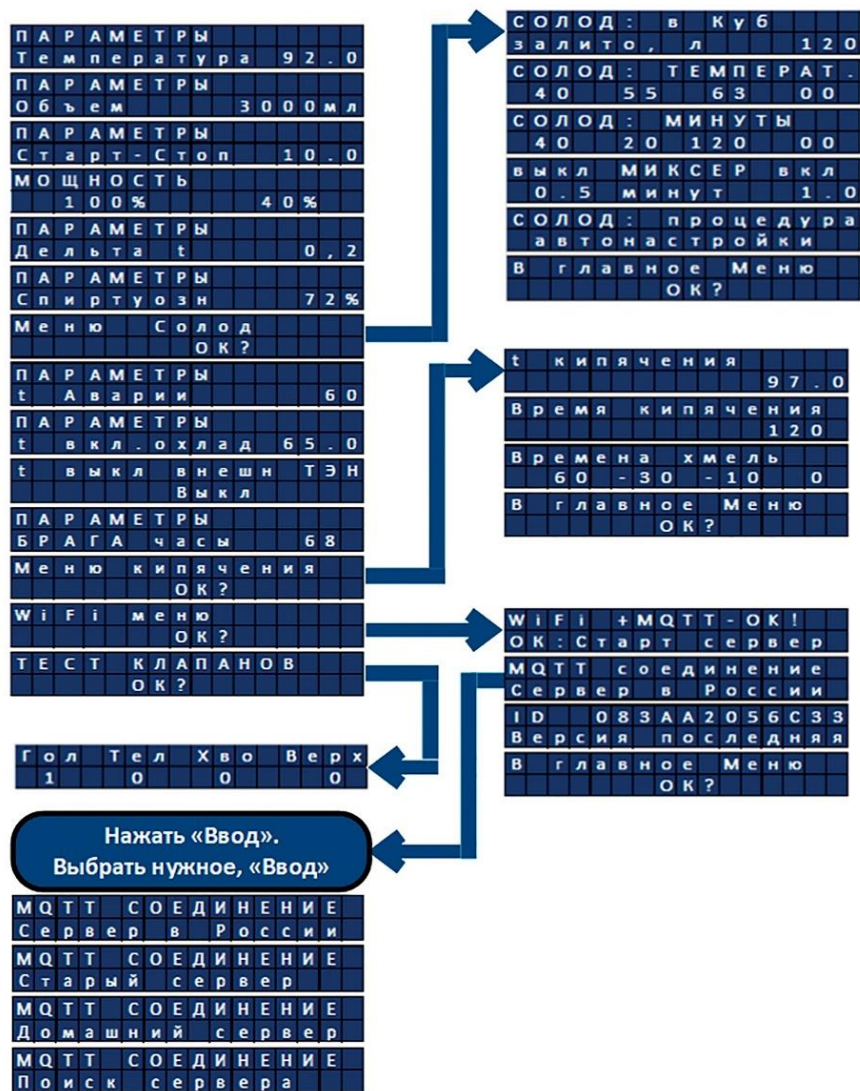 ПАРАМЕТРЫ
Температура 92.0
ПАРАМЕТРЫ
Объем 3000мл
ПАРАМЕТРЫ
Старт-Стоп 10.0
МОЩНОСТЬ
100% 40%
ПАРАМЕТРЫ
Дельта t 0,2
ПАРАМЕТРЫ
Спиртуозн 72%
Меню Солод
ОК?
ПАРАМЕТРЫ
t Аварии 60
ПАРАМЕТРЫ
t вкл.охлад 65.0
t выкл внешн ТЭН
Выкл
ПАРАМЕТРЫ
БРАГА часы 68
Меню кипячения
ОК?
WiFi меню
ОК?
ТЕСТ КЛАПАНОВ
ОК?
СОЛОД: в Куб
залито, л 120
СОЛОД: ТЕМПЕРАТ.
40 55 63 00
СОЛОД: МИНУТЫ
40 20 120 00
выкл МИКСЕР вкл
0.5 минут 1.0
СОЛОД: процедура
автонастройки
В главное Меню
ОК?
t кипячения
97.0
Время кипячения
120
Времена хмель
60 -30 -10 0
В главное Меню
ОК?
WiFi +MQTT-OK!
ОК:Старт сервер
MQTT соединение
Сервер в России
ID 083AA2056C33
Версия последняя
В главное Меню
ОК?
Гол Тел Хво Верх
1 0 0 0
Нажать «Ввод».
Выбрать нужное, «Ввод»
MQTT СОЕДИНЕНИЕ
Сервер в России
MQTT СОЕДИНЕНИЕ
Старый сервер
MQTT СОЕДИНЕНИЕ
Домашний сервер
MQTT СОЕДИНЕНИЕ
Поиск сервера